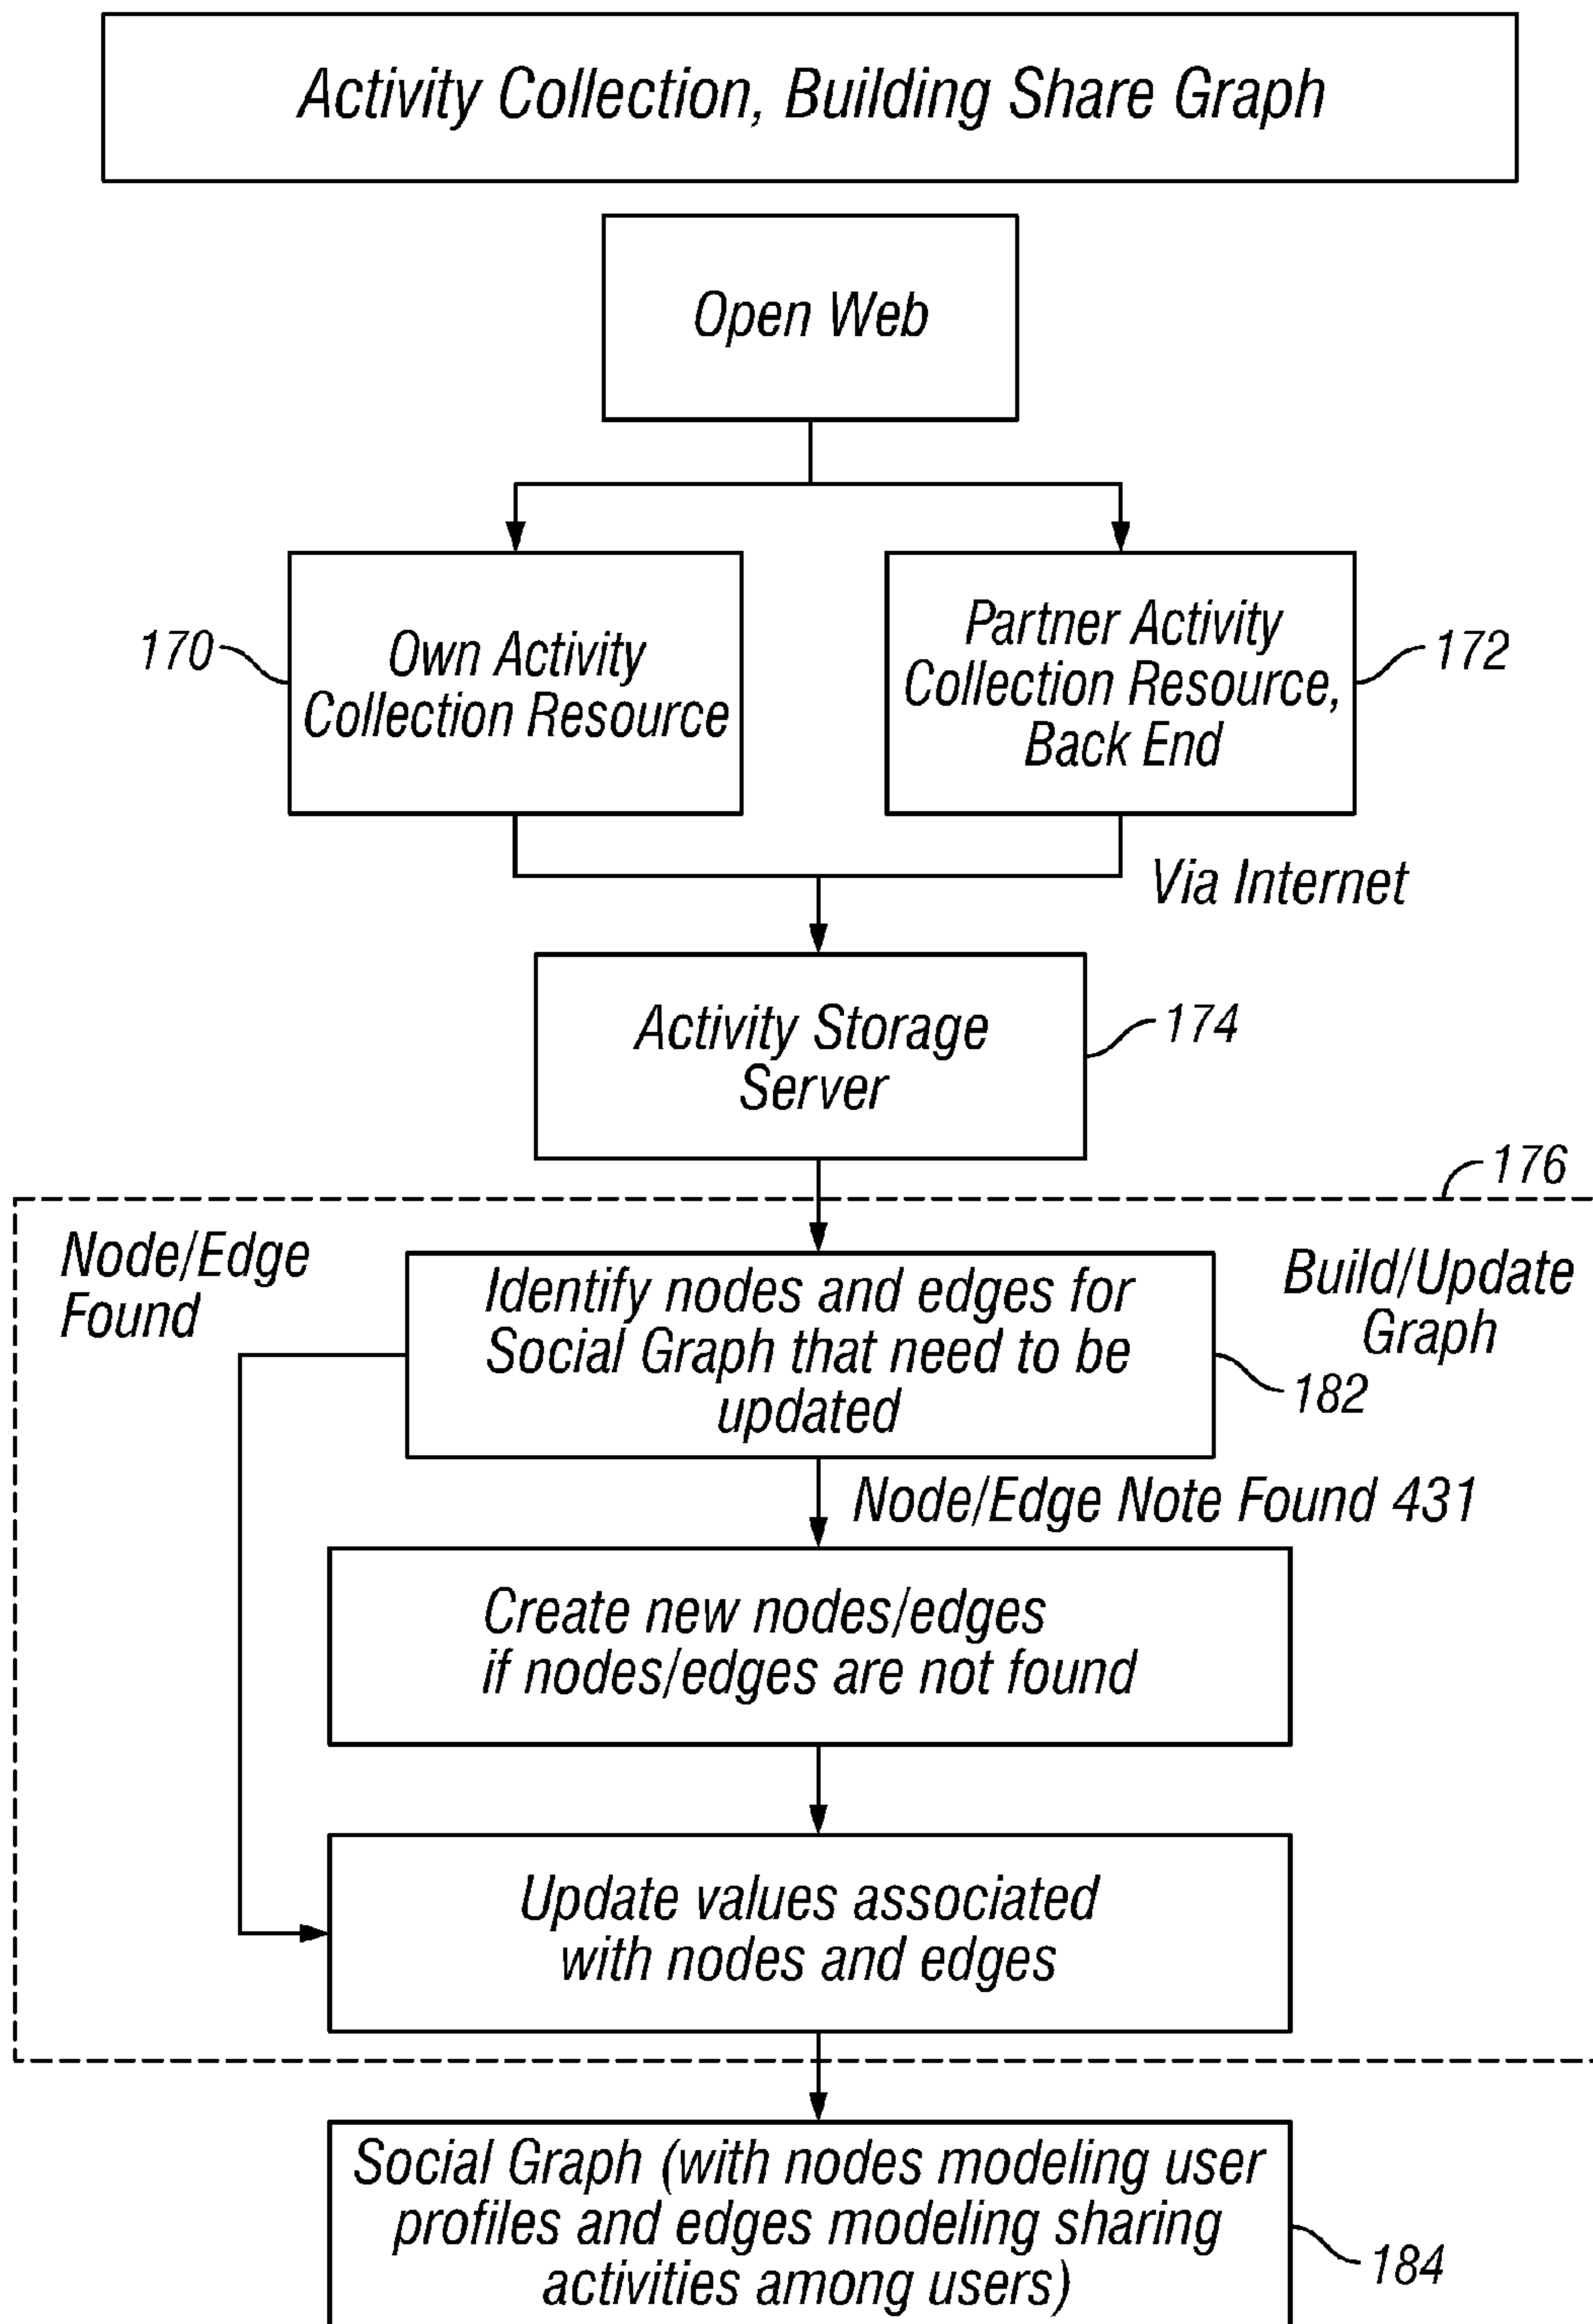 Activity Collection, Building Share Graph
Open Web
170
Own Activity
Collection Resource
Partner Activity
Collection Resource,
Back End
172
Via Internet
Activity Storage
Server
174
176
Node/Edge
Found
Identify nodes and edges for
Social Graph that need to be
updated
Build/Update
Graph
182
Node/Edge Note Found 431
Create new nodes/edges
if nodes/edges are not found
Update values associated
with nodes and edges
Social Graph (with nodes modeling user
profiles and edges modeling sharing
activities among users)
184